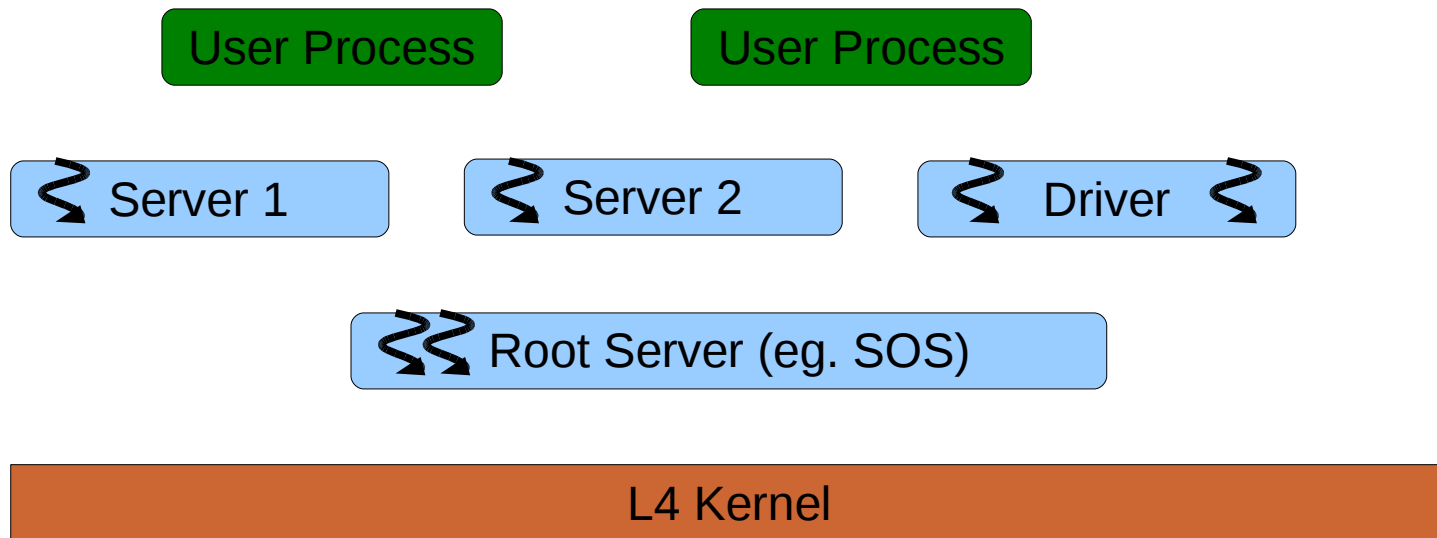 User Process
User Process
Server 1
Server 2
Driver
Root Server (eg. SOS)
L4 Kernel